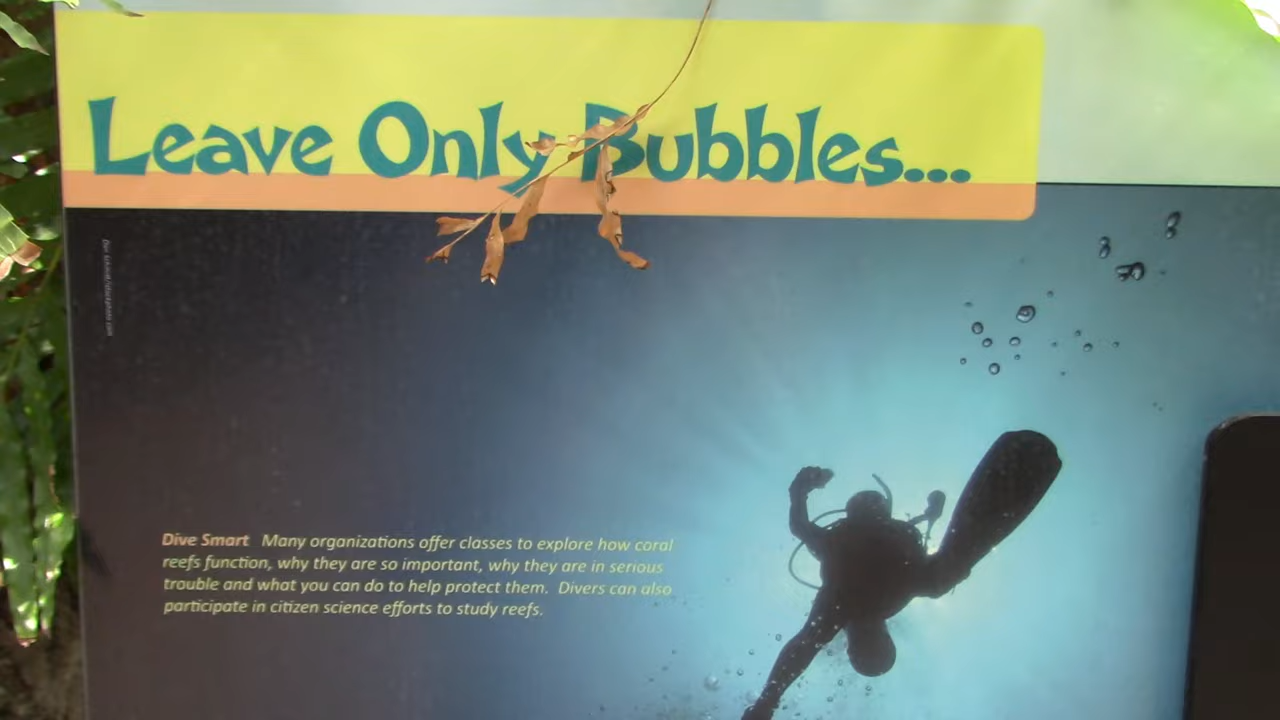 Leave Only Bubbles....
Dive Smart Many organizations offer classes to explore how coral
reefs function, why they are so important, why they are in serious
trouble and what you can do to help protect them. Divers can also
participate in citizen science efforts to study reefs.